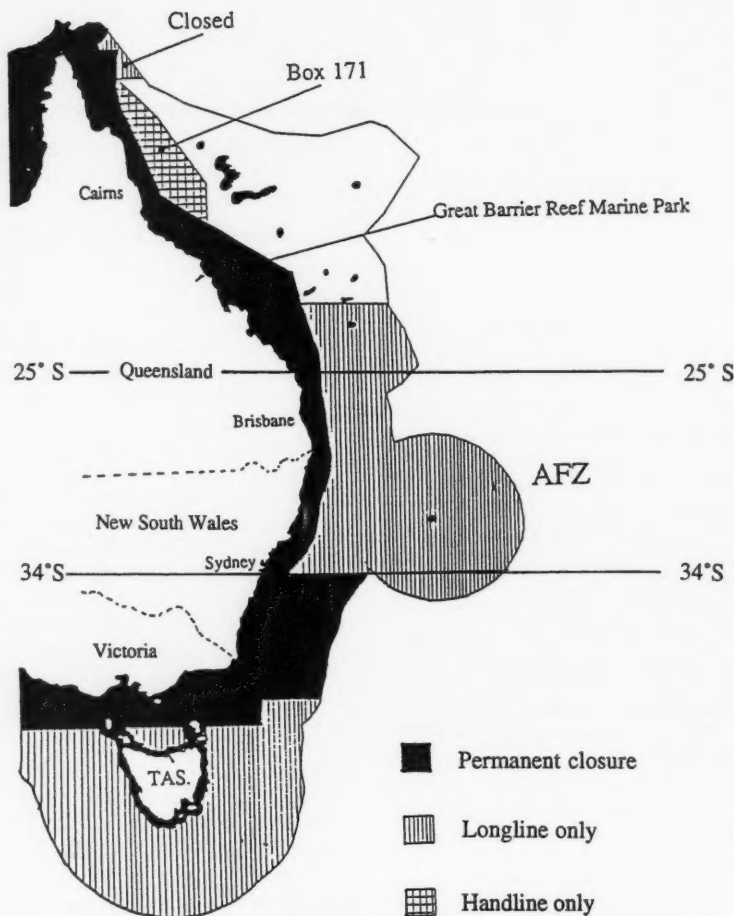 Closed
Box 171
Cairns
Great Barrier Reef Marine Park
25° S
Queensland
25° S
Brisbane
AFZ
New South Wales
Sydney
34°S
34°S
Victoria
TAS.
Permanent closure
Longline only
Handline only